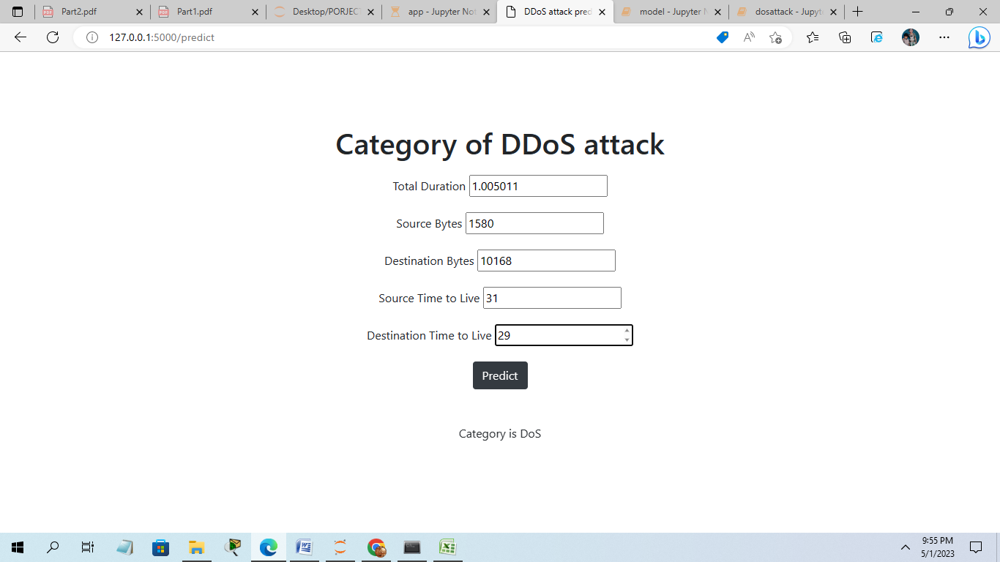 Part2.pdf
Part1.pdf
Desktop/PORJEC
app - Jupyter Not
DDoS attack pred
model - Jupyter N
dosattack - Jupyt
127.0.0.1:5000/predict
Category of DDoS attack
Total Duration 1.005011
Source Bytes 1580
Destination Bytes 10168
Source Time to Live 31
Destination Time to Live 29
Predict
Category is DoS
9:55 PM
5/1/2023